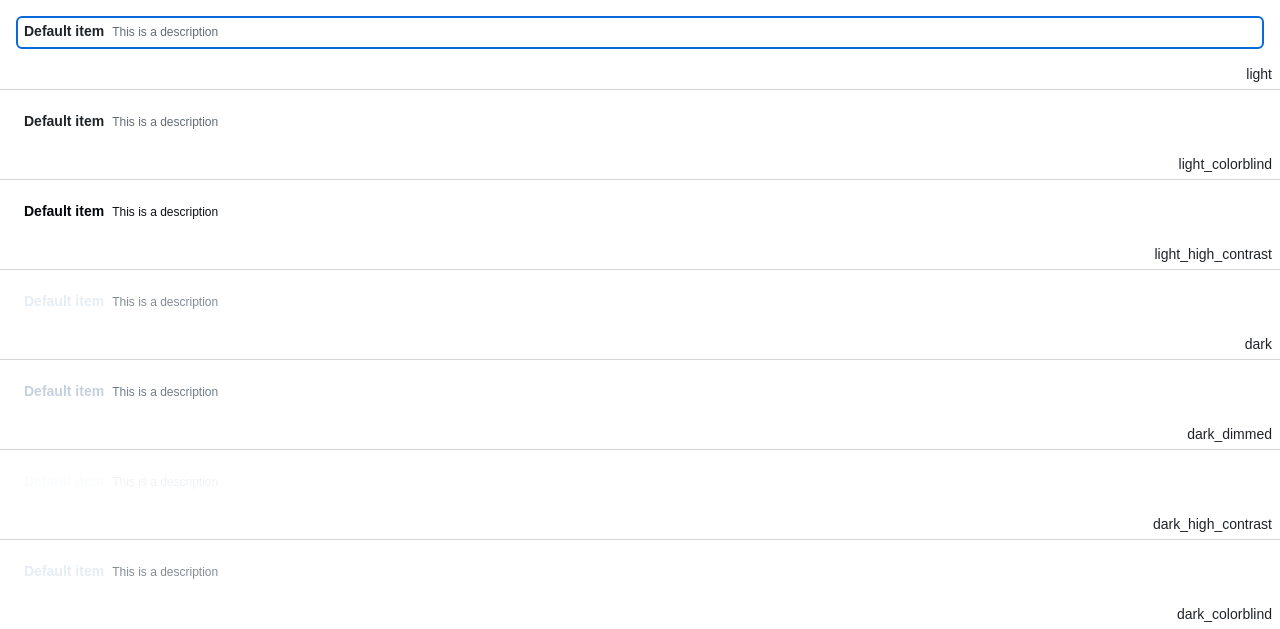 Default item This is a description
light
Default item This is a description
light_colorblind
Default item This is a description
light_high_contrast
Default item This is a description
dark
Default item This is a description
dark_dimmed
Default item This is a description
dark_high_contrast
Default item This is a description
dark_colorblind